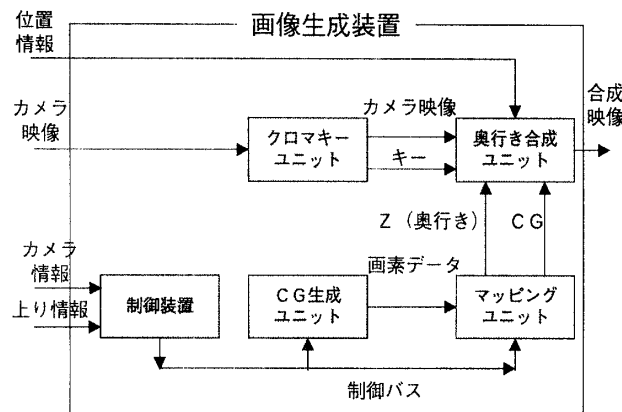 画像生成装置
位置
情報
カメラ
映像
カメラ映像
合成
映像
クロマキー
ユニット
キー
奥行き合成
ユニット
Z（奥行き）
CG
カメラ
情報
上り情報
制御装置
CG生成
ユニット
画素データ
マッピング
ユニット
制御バス